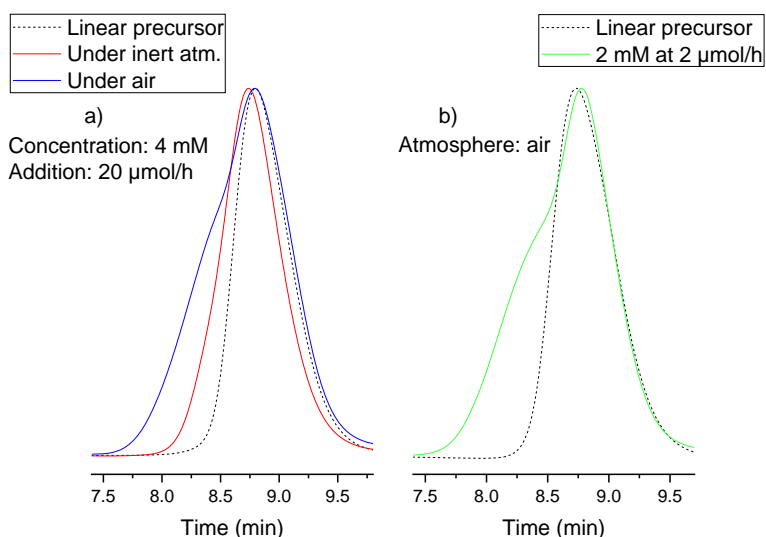 Linear precursor
Under inert atm.
Under air
a)
Concentration: 4 mM
Addition: 20 µmol/h
7.5 8.0 8.5 9.0 9.5
Time (min)
Linear precursor
2 mM at 2 µmol/h
b)
Atmosphere: air
7.5 8.0 8.5 9.0 9.5
Time (min)